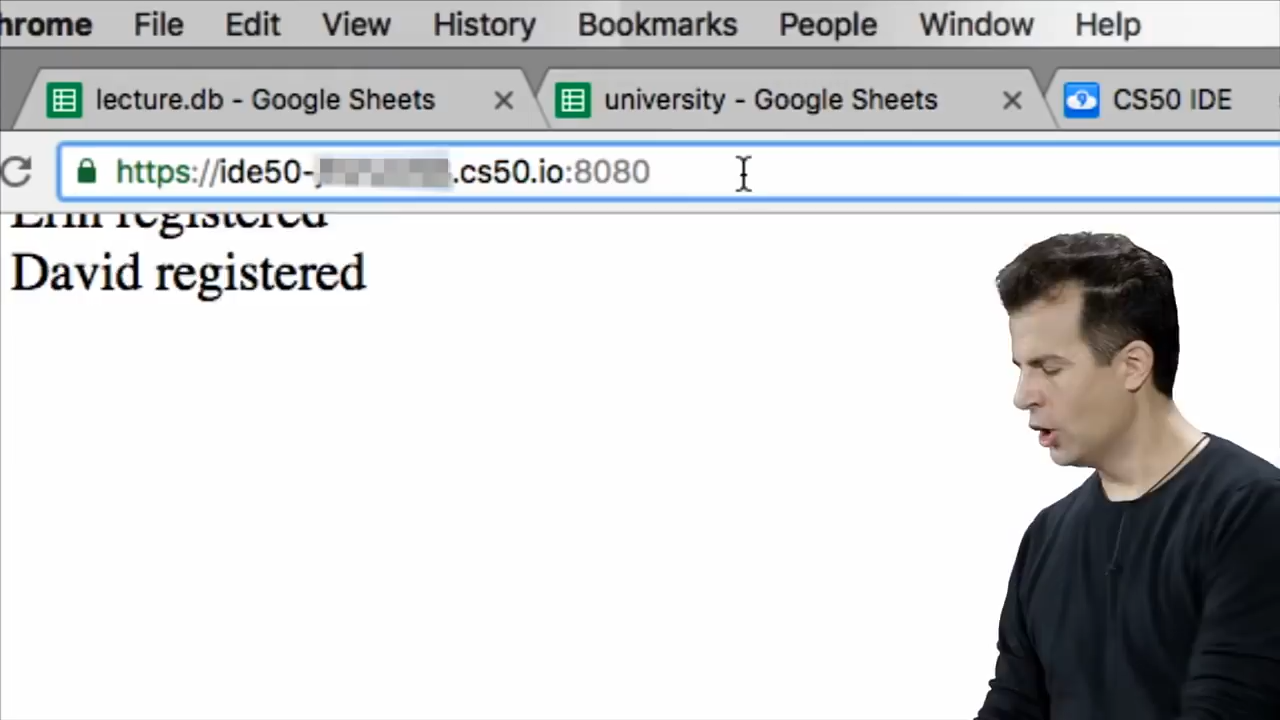 File Edit View History Bookmarks People Window Help
lecture.db - Google Sheets university - Google Sheets CS50 IDE
https://ide50- .cs50.io:8080
registered
David registered